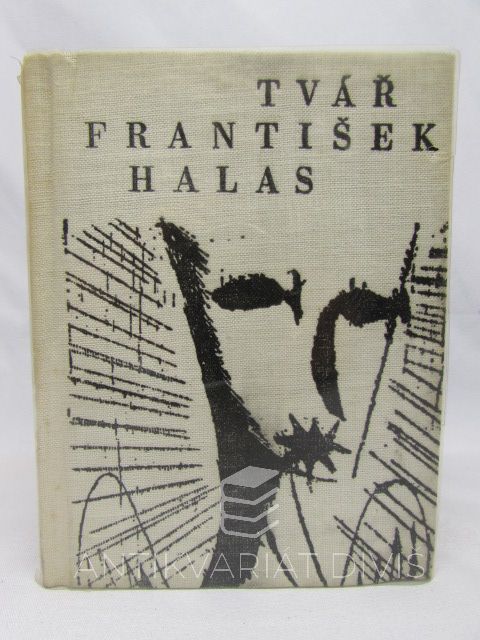 TVÁŘ
FRANTIŠEK
HALAS
ANTIKVARIÁT DIVIŠ